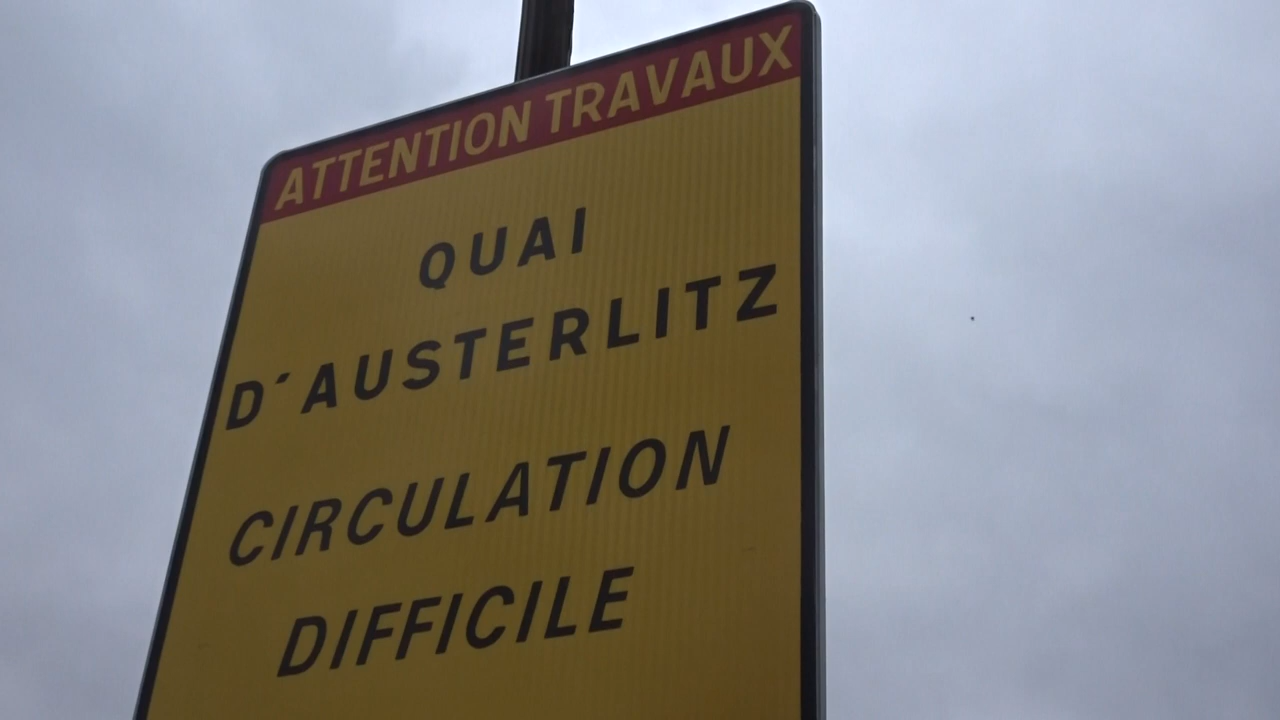 ATTENTION TRAVAUX
QUAI
D´AUSTERLITZ
CIRCULATION
DIFFICILE